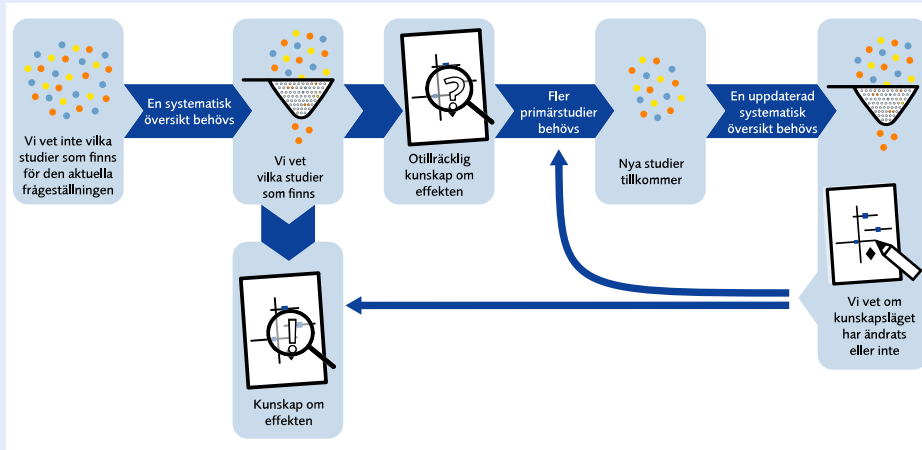 Vi vet inte vilka
studier som finns
för den aktuella
frågeställningen
En systematisk
översikt behövs
Vi vet
vilka studier
som finns
Otillräcklig
kunskap om
effekten
Fler
primärstudier
behövs
Nya studier
tillkommer
En uppdaterad
systematisk
översikt behövs
Vi vet om
kunskapsläget
har ändrats
eller inte
Kunskap om
effekten